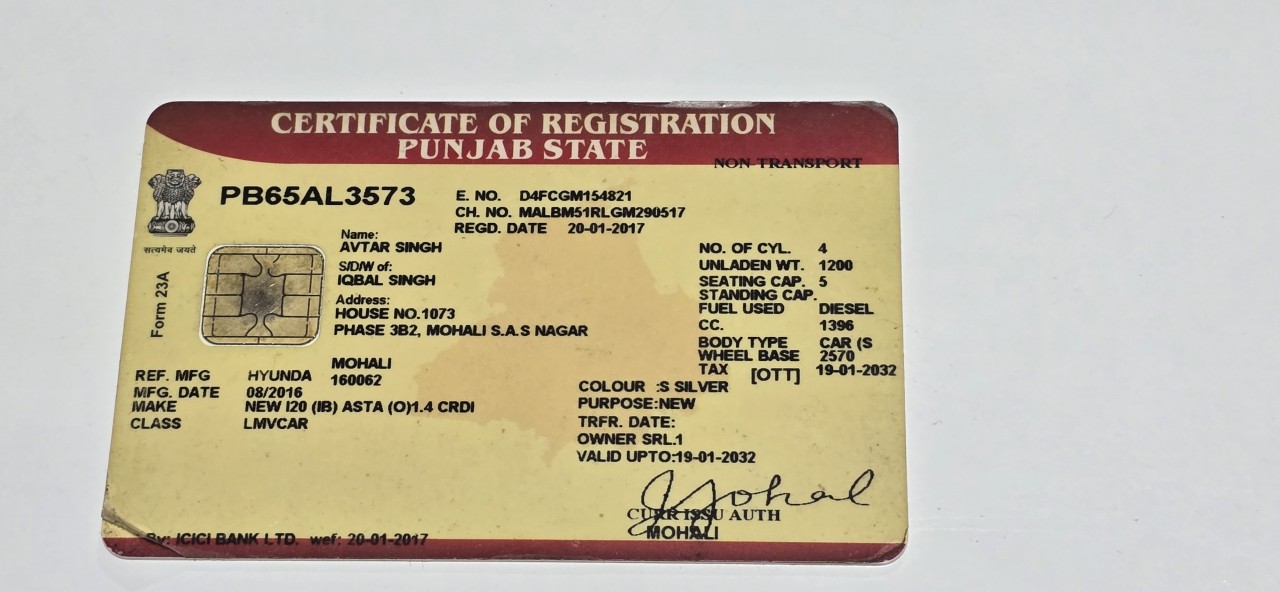 CERTIFICATE OF REGISTRATION
PUNJAB STATE
NON TRANSPORT
PB65AL3573
E. NO. D4FCGM154821
CH. NO. MALBM51RLGM290517
REGD. DATE 20-01-2017
सत्यमेव जयते
Form 23A
Name:
AVTAR SINGH
S/D/W of:
IQBAL SINGH
Address:
HOUSE NO.1073
PHASE 3B2, MOHALI S.A.S NAGAR
MOHALI
160062
NO. OF CYL. 4
UNLADEN WT. 1200
SEATING CAP. 5
STANDING CAP.
FUEL USED DIESEL
CC. 1396
BODY TYPE CAR (S
WHEEL BASE 2570
TAX [OTT] 19-01-2032
REF. MFG HYUNDA
MFG. DATE 08/2016
MAKE NEW I20 (IB) ASTA (O)1.4 CRDI
CLASS LMVCAR
COLOUR :S SILVER
PURPOSE:NEW
TRFR. DATE:
OWNER SRL.1
VALID UPTO:19-01-2032
CURR ISSU AUTH
MOHALI
By: ICICI BANK LTD. wef: 20-01-2017